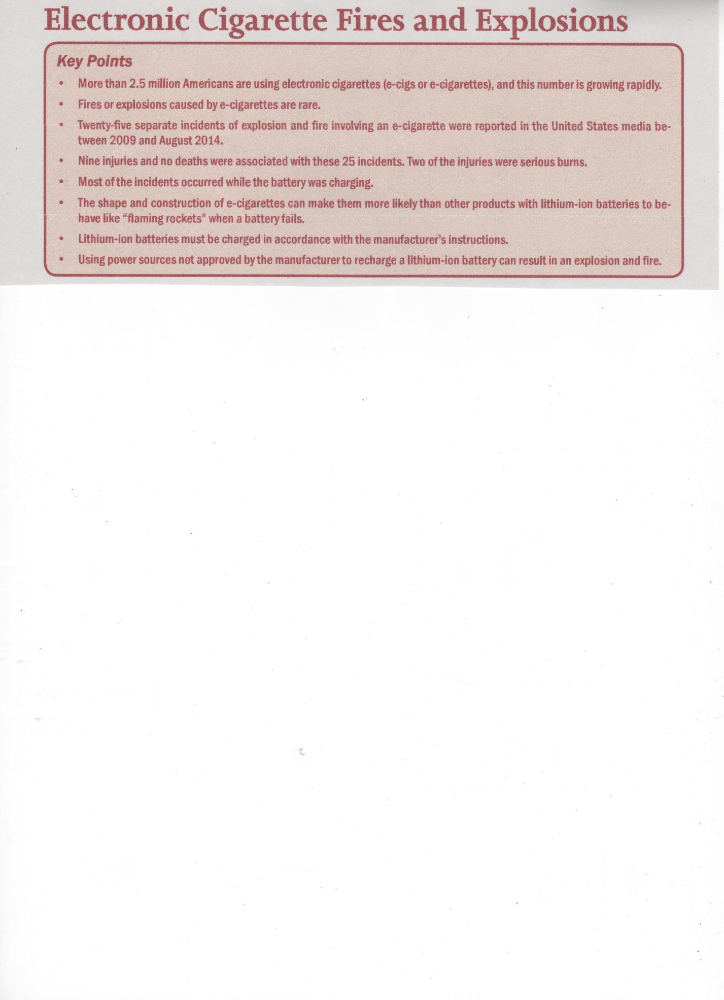 Electronic Cigarette Fires and Explosions
Key Points
• More than 2.5 million Americans are using electronic cigarettes (e-cigs or e-cigarettes), and this number is growing rapidly.
• Fires or explosions caused by e-cigarettes are rare.
• Twenty-five separate incidents of explosion and fire involving an e-cigarette were reported in the United States media be-
tween 2009 and August 2014.
• Nine injuries and no deaths were associated with these 25 incidents. Two of the injuries were serious burns.
• Most of the incidents occurred while the battery was charging.
• The shape and construction of e-cigarettes can make them more likely than other products with lithium-ion batteries to be-
have like “flaming rockets” when a battery fails.
• Lithium-ion batteries must be charged in accordance with the manufacturer’s instructions.
• Using power sources not approved by the manufacturer to recharge a lithium-ion battery can result in an explosion and fire.